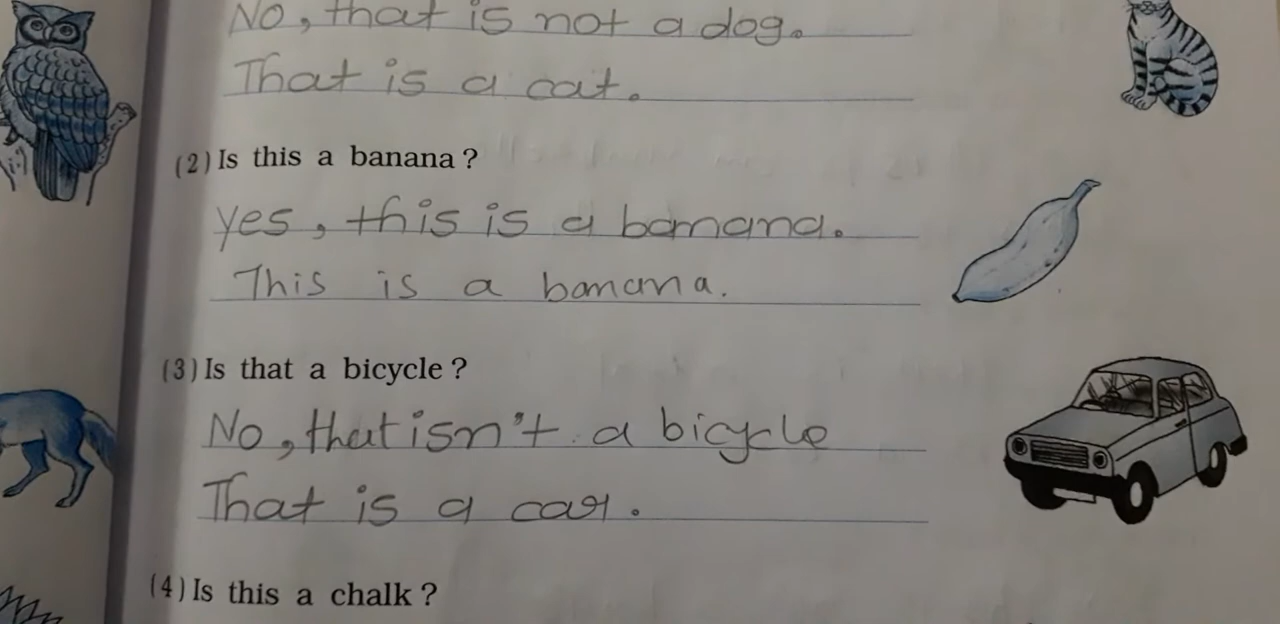 No, that is not a dog.
That is a cat.
(2) Is this a banana?
yes, this is a banana.
This is a banana.
(3) Is that a bicycle?
No, that isn't a bicycle
That is a car.
(4) Is this a chalk?